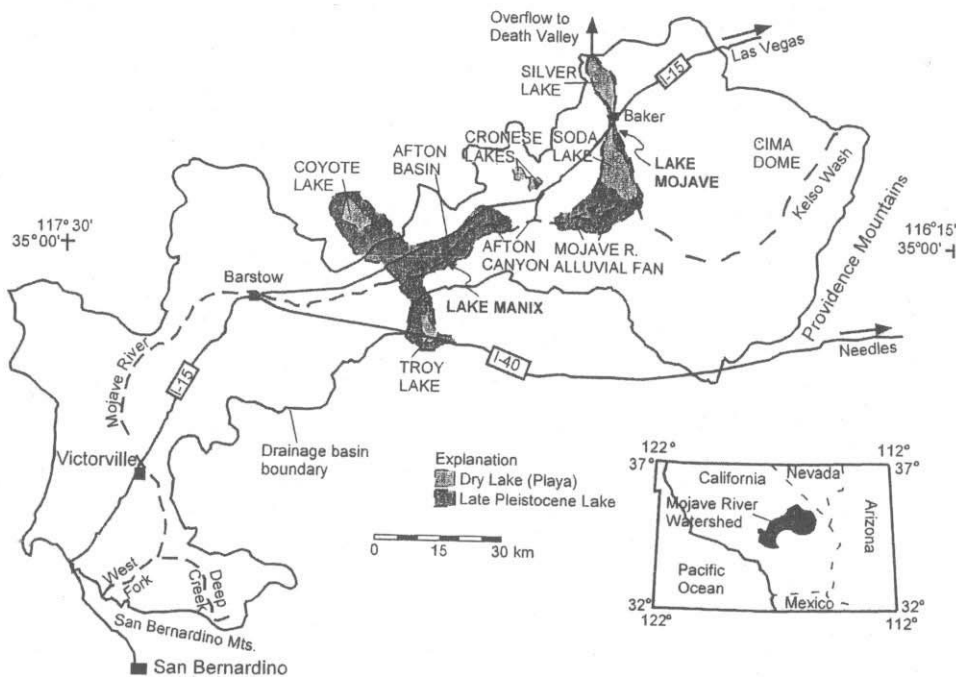 Overflow to
Death Valley
Las Vegas
I-15
SILVER
LAKE
Baker
CRONESE
LAKES
SODA
LAKE
CIMA
DOME
AFTON
BASIN
LAKE
MOJAVE
Kelso Wash
COYOTE
LAKE
117° 30'
35° 00'
116° 15'
35° 00'
AFTON
CANYON
MOJAVE R.
ALLUVIAL FAN
Barstow
LAKE MANIX
Providence Mountains
Mojave River
I-15
TROY
LAKE
I-40
Needles
Victorville
Drainage basin
boundary
Explanation
Dry Lake (Playa)
Late Pleistocene Lake
0 15 30 km
West
Fork
Deep
Creek
San Bernardino Mts.
San Bernardino
122°
37°
112°
37°
California
Nevada
Mojave River
Watershed
Arizona
Pacific
Ocean
Mexico
32°
122°
32°
112°